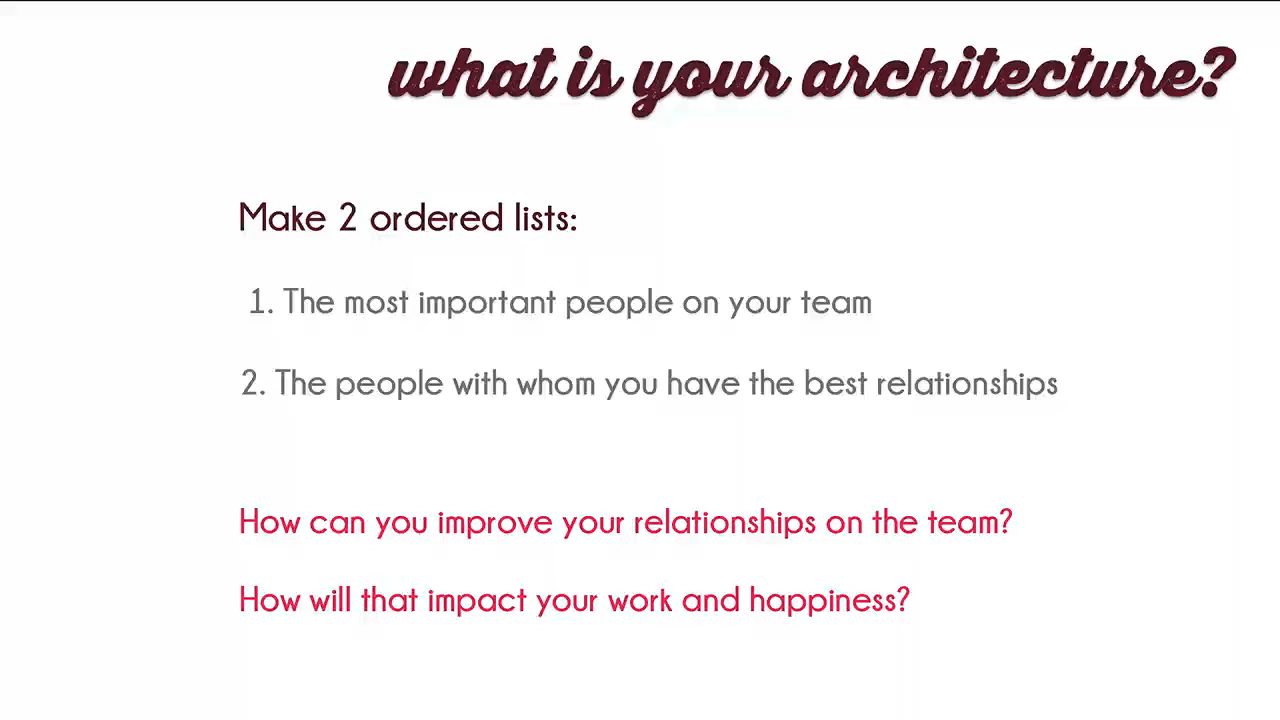 what is your architecture?
Make 2 ordered lists:
1. The most important people on your team
2. The people with whom you have the best relationships
How can you improve your relationships on the team?
How will that impact your work and happiness?